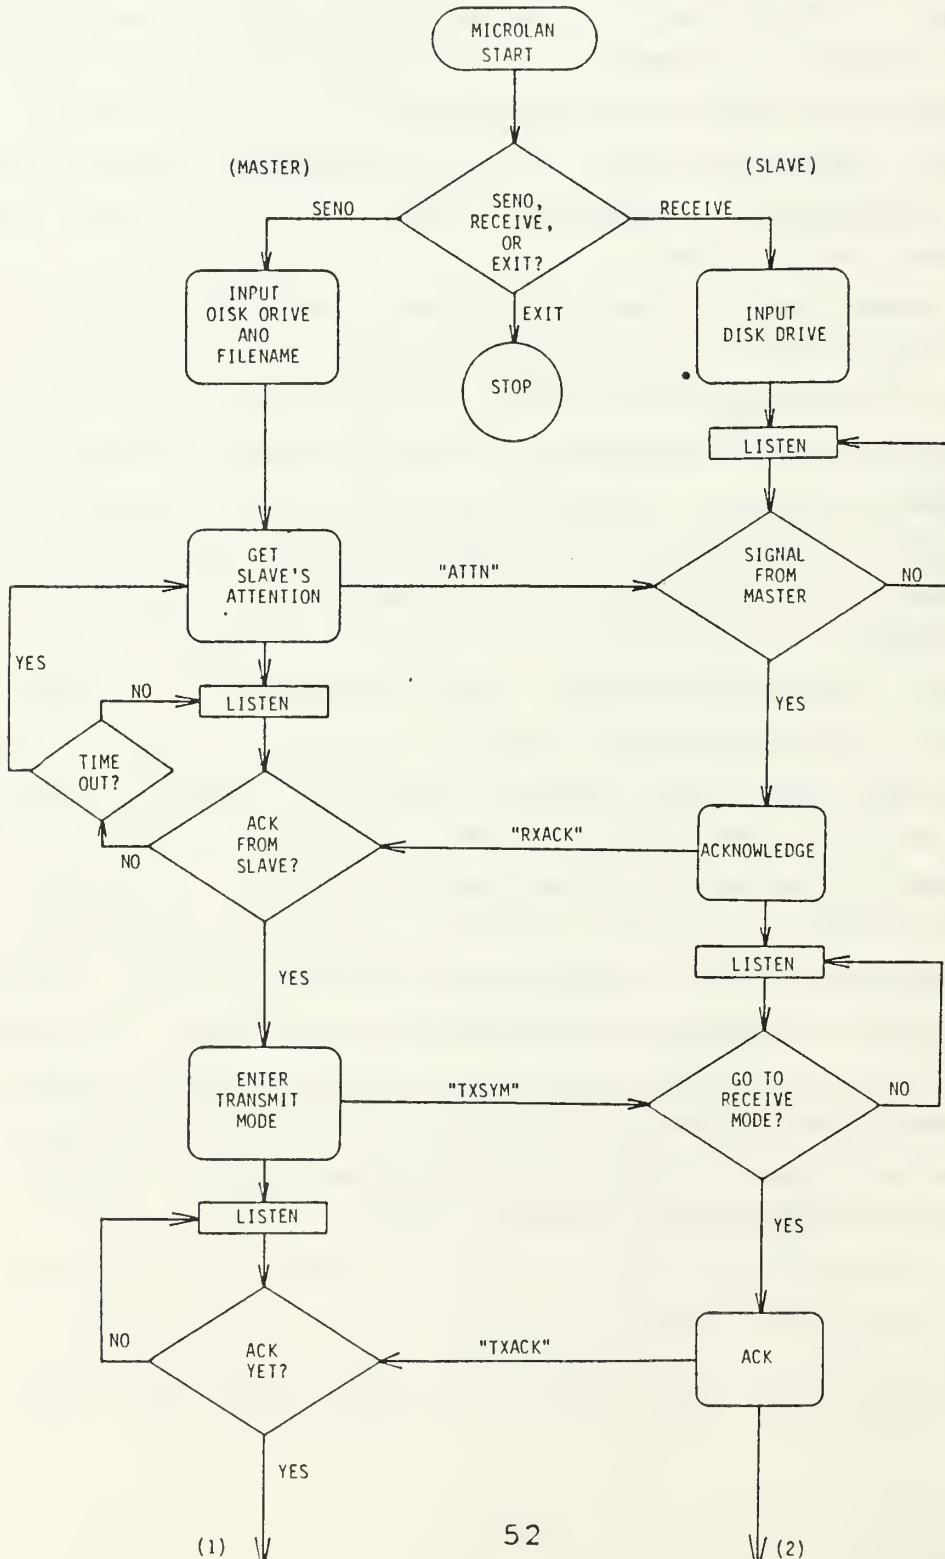 MICROLAN
START
(MASTER)
(SLAVE)
SENO
SENO,
RECEIVE,
OR
EXIT?
RECEIVE
INPUT
OISK ORIVE
ANO
FILENAME
EXIT
STOP
INPUT
DISK DRIVE
LISTEN
GET
SLAVE'S
ATTENTION
"ATTN"
SIGNAL
FROM
MASTER
NO
YES
NO
LISTEN
YES
TIME
OUT?
NO
ACK
FROM
SLAVE?
"RXACK"
ACKNOWLEDGE
YES
LISTEN
ENTER
TRANSMIT
MODE
"TXSYM"
GO TO
RECEIVE
MODE?
NO
LISTEN
YES
NO
ACK
YET?
"TXACK"
ACK
YES
(1)
52
(2)